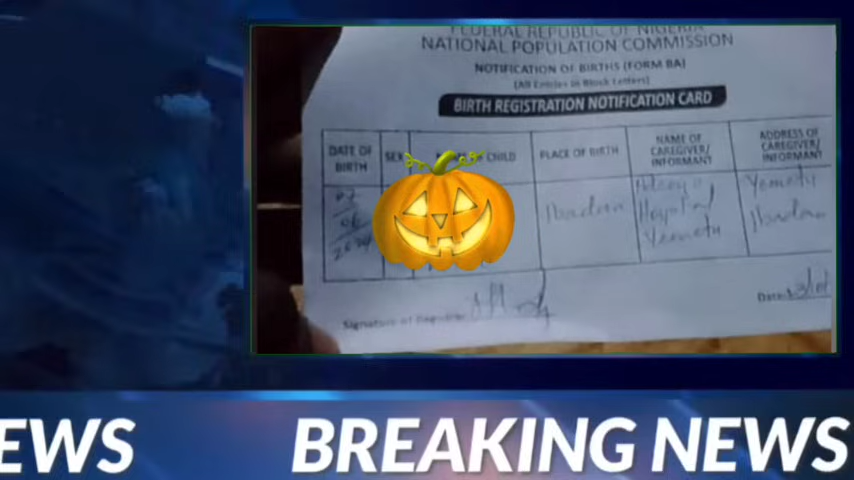 FEDERAL REPUBLIC OF NIGERIA
NATIONAL POPULATION COMMISSION
NOTIFICATION OF BIRTHS (FORM BA)
(All Entries in Block Letters)
BIRTH REGISTRATION NOTIFICATION CARD
DATE OF BIRTH
SEX
OF CHILD
PLACE OF BIRTH
NAME OF CAREGIVER/ INFORMANT
ADDRESS OF CAREGIVER/ INFORMANT
Ibadan
Hospital
Yemetu
Yemetu
Ibadan
Signature of Registrar
Date:
EWS
BREAKING NEWS